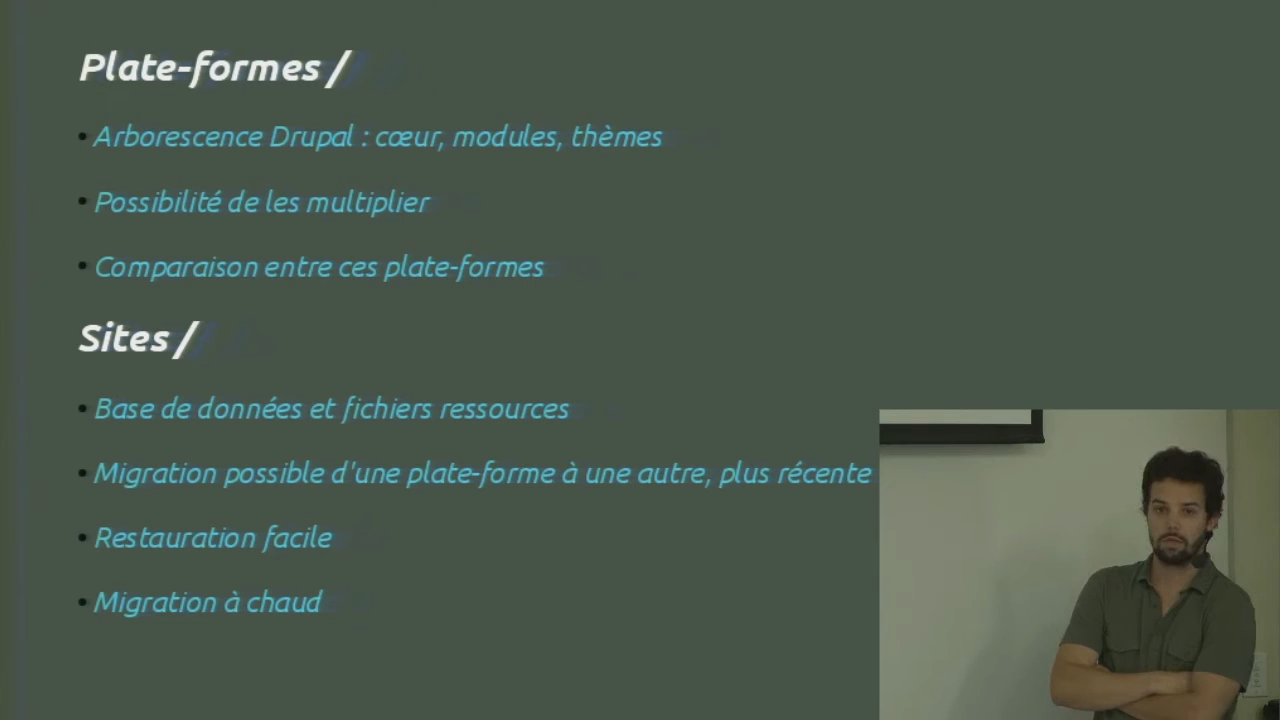 Plate-formes /
• Arborescence Drupal : cœur, modules, thèmes
• Possibilité de les multiplier
• Comparaison entre ces plate-formes
Sites /
• Base de données et fichiers ressources
• Migration possible d'une plate-forme à une autre, plus récente
• Restauration facile
• Migration à chaud